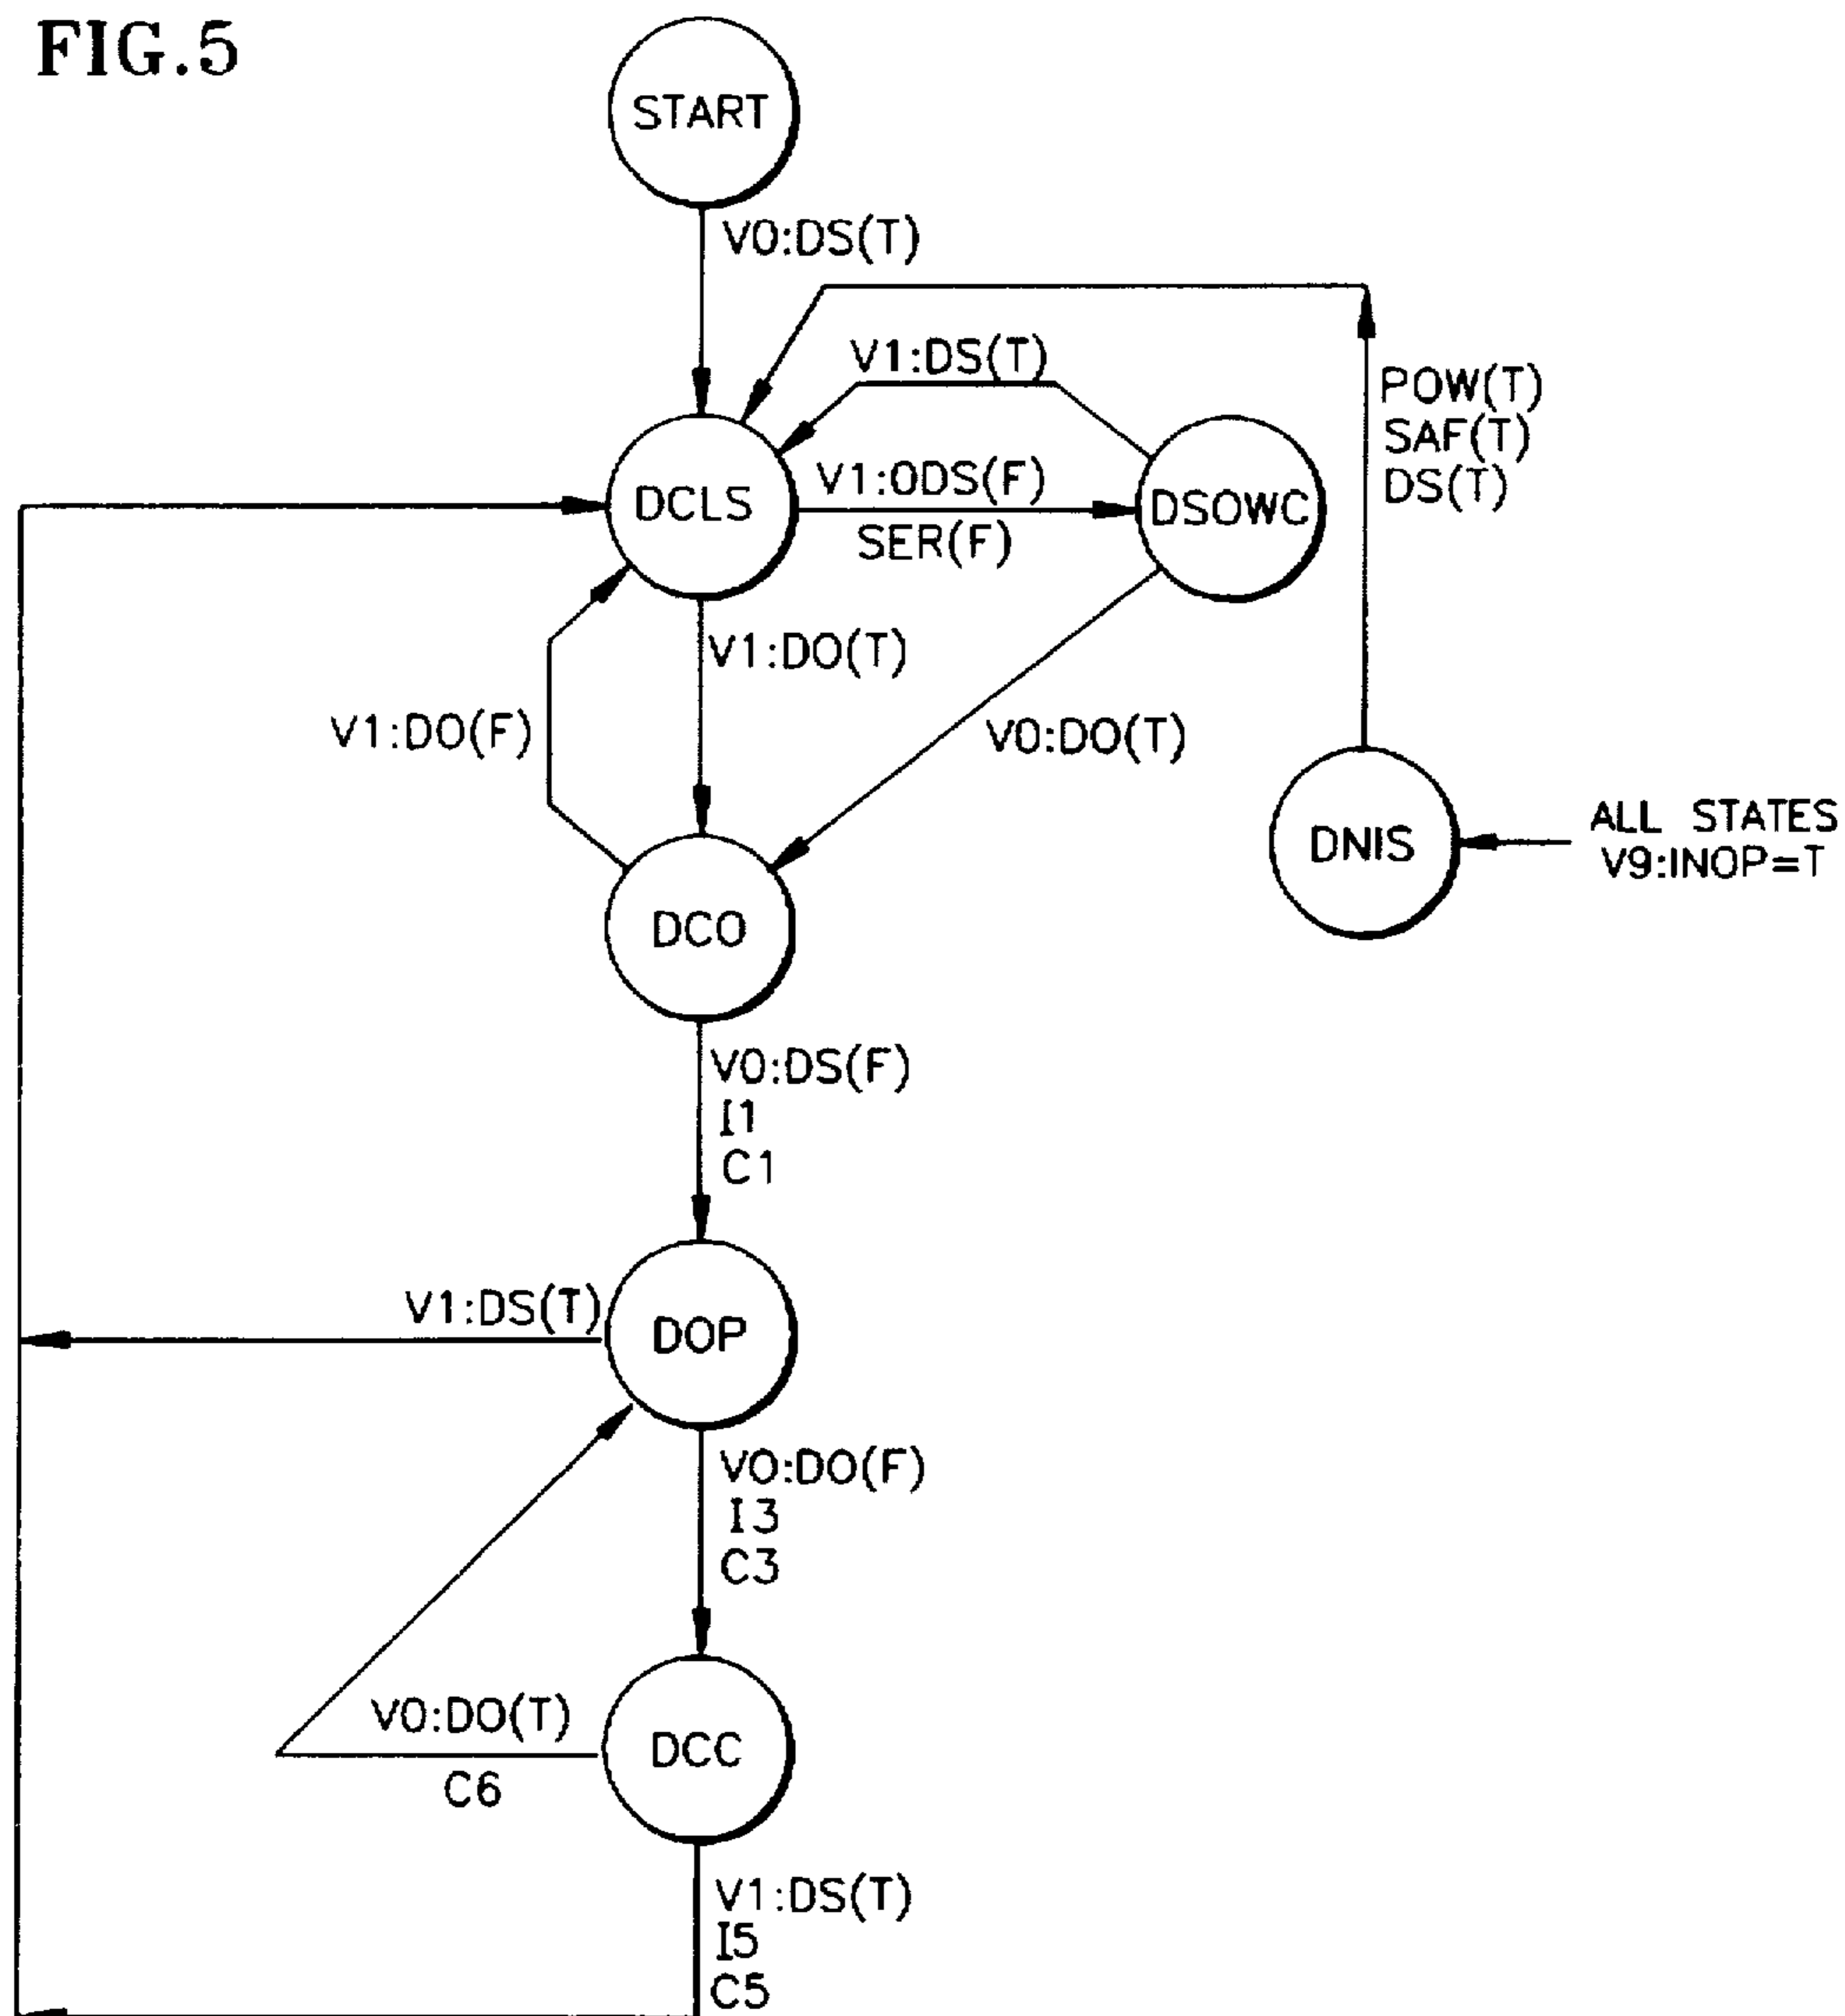 FIG.5
START
V0:DS(T)
V1:DS(T)
POW(T)
SAF(T)
DS(T)
DCLS
V1:ODS(F)
SER(F)
DSOWC
V1:DO(T)
V1:DO(F)
V0:DO(T)
DNIS
ALL STATES
V9:INOP=T
DCO
V0:DS(F)
I1
C1
V1:DS(T)
DOP
V0:DO(F)
I3
C3
V0:DO(T)
C6
DCC
V1:DS(T)
I5
C5